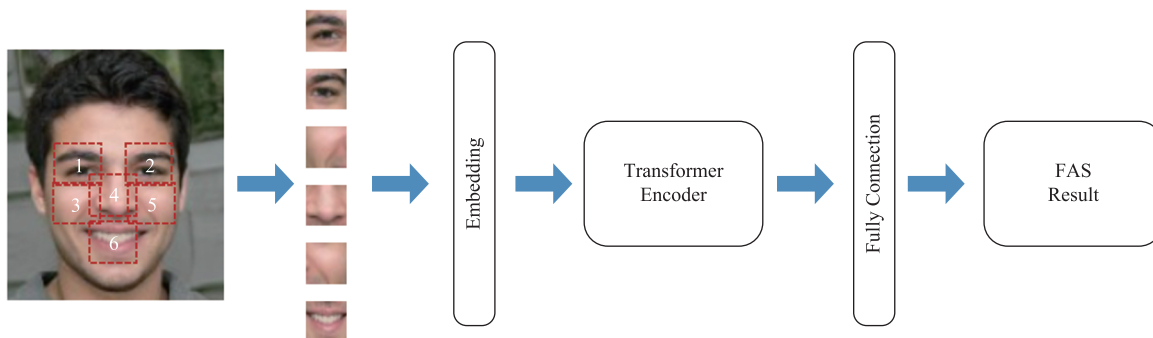 1
2
3
4
5
6
Embedding
Transformer
Encoder
Fully Connection
FAS
Result